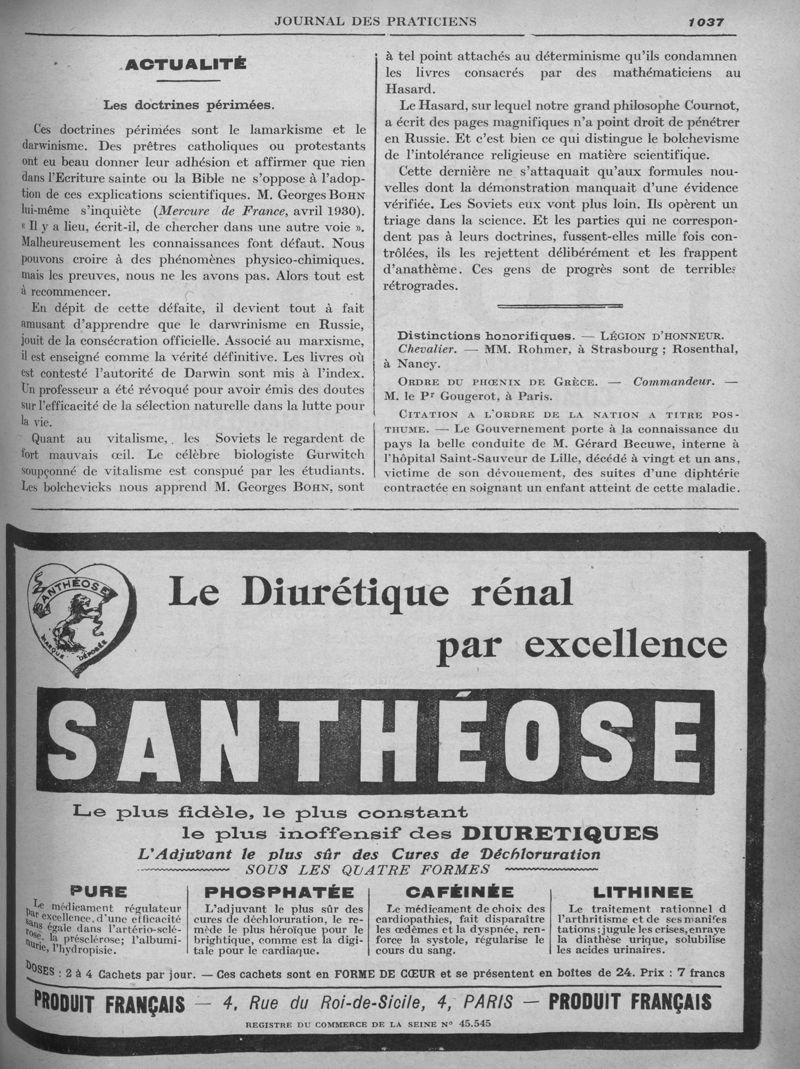 JOURNAL DES PRATICIENS
1037
ACTUALITÉ
Les doctrines périmées.
Ces doctrines périmées sont le lamarkisme et le
darwinisme. Des prêtres catholiques ou protestants
ont eu beau donner leur adhésion et affirmer que rien
dans l'Ecriture sainte ou la Bible ne s'oppose à l'adop-
tion de ces explications scientifiques. M. Georges BOHN
lui-même s'inquiète (Mercure de France, avril 1930).
« Il y a lieu, écrit-il, de chercher dans une autre voie ».
Malheureusement les connaissances font défaut. Nous
pouvons croire à des phénomènes physico-chimiques.
mais les preuves, nous ne les avons pas. Alors tout est
à recommencer.
En dépit de cette défaite, il devient tout à fait
amusant d'apprendre que le darwrinisme en Russie,
jouit de la consécration officielle. Associé au marxisme,
il est enseigné comme la vérité définitive. Les livres où
est contesté l'autorité de Darwin sont mis à l'index.
Un professeur a été révoqué pour avoir émis des doutes
sur l'efficacité de la sélection naturelle dans la lutte pour
la vie.
Quant au vitalisme, les Soviets le regardent de
fort mauvais œil. Le célèbre biologiste Gurwitch
soupçonné de vitalisme est conspué par les étudiants.
Les bolchevicks nous apprend M. Georges BOHN, sont
à tel point attachés au déterminisme qu'ils condamnen
les livres consacrés par des mathématiciens au
Hasard.
Le Hasard, sur lequel notre grand philosophe Cournot,
a écrit des pages magnifiques n'a point droit de pénétrer
en Russie. Et c'est bien ce qui distingue le bolchevisme
de l'intolérance religieuse en matière scientifique.
Cette dernière ne s'attaquait qu'aux formules nou-
velles dont la démonstration manquait d'une évidence
vérifiée. Les Soviets eux vont plus loin. Ils opèrent un
triage dans la science. Et les parties qui ne correspon-
dent pas à leurs doctrines, fussent-elles mille fois con-
trôlées, ils les rejettent délibérément et les frappent
d'anathème. Ces gens de progrès sont de terribles
rétrogrades.
Distinctions honorifiques. — LÉGION D'HONNEUR.
Chevalier. — MM. Rohmer, à Strasbourg ; Rosenthal,
à Nancy.
ORDRE DU PHŒNIX DE GRÈCE. — Commandeur. —
M. le Pr Gougerot, à Paris.
CITATION A L'ORDRE DE LA NATION A TITRE POS-
THUME. — Le Gouvernement porte à la connaissance du
pays la belle conduite de M. Gérard Becuwe, interne à
l'hôpital Saint-Sauveur de Lille, décédé à vingt et un ans,
victime de son dévouement, des suites d'une diphtérie
contractée en soignant un enfant atteint de cette maladie.
SANTHÉOSE
MARQUE DÉPOSÉE
Le Diurétique rénal
par excellence
SANTHÉOSE
Le plus fidèle, le plus constant
le plus inoffensif des DIURETIQUES
L'Adjuvant le plus sûr des Cures de Déchloruration
SOUS LES QUATRE FORMES
PURE
Le médicament régulateur
par excellence, d'une efficacité
sans égale dans l'artério-sclé-
rose, la présclérose; l'albumi-
nurie, l'hydropisie.
PHOSPHATÉE
L'adjuvant le plus sûr des
cures de déchloruration, le re-
mède le plus héroïque pour le
brightique, comme est la digi-
tale pour le cardiaque.
CAFÉINÉE
Le médicament de choix des
cardiopathies, fait disparaître
les œdèmes et la dyspnée, ren-
force la systole, régularise le
cours du sang.
LITHINEE
Le traitement rationnel d
l'arthritisme et de ses manifes
tations; jugule les crises, enraye
la diathèse urique, solubilise
les acides urinaires.
DOSES : 2 à 4 Cachets par jour. — Ces cachets sont en FORME DE CŒUR et se présentent en boîtes de 24. Prix : 7 francs
PRODUIT FRANÇAIS — 4, Rue du Roi-de-Sicile, 4, PARIS — PRODUIT FRANÇAIS
REGISTRE DU COMMERCE DE LA SEINE N° 45.545